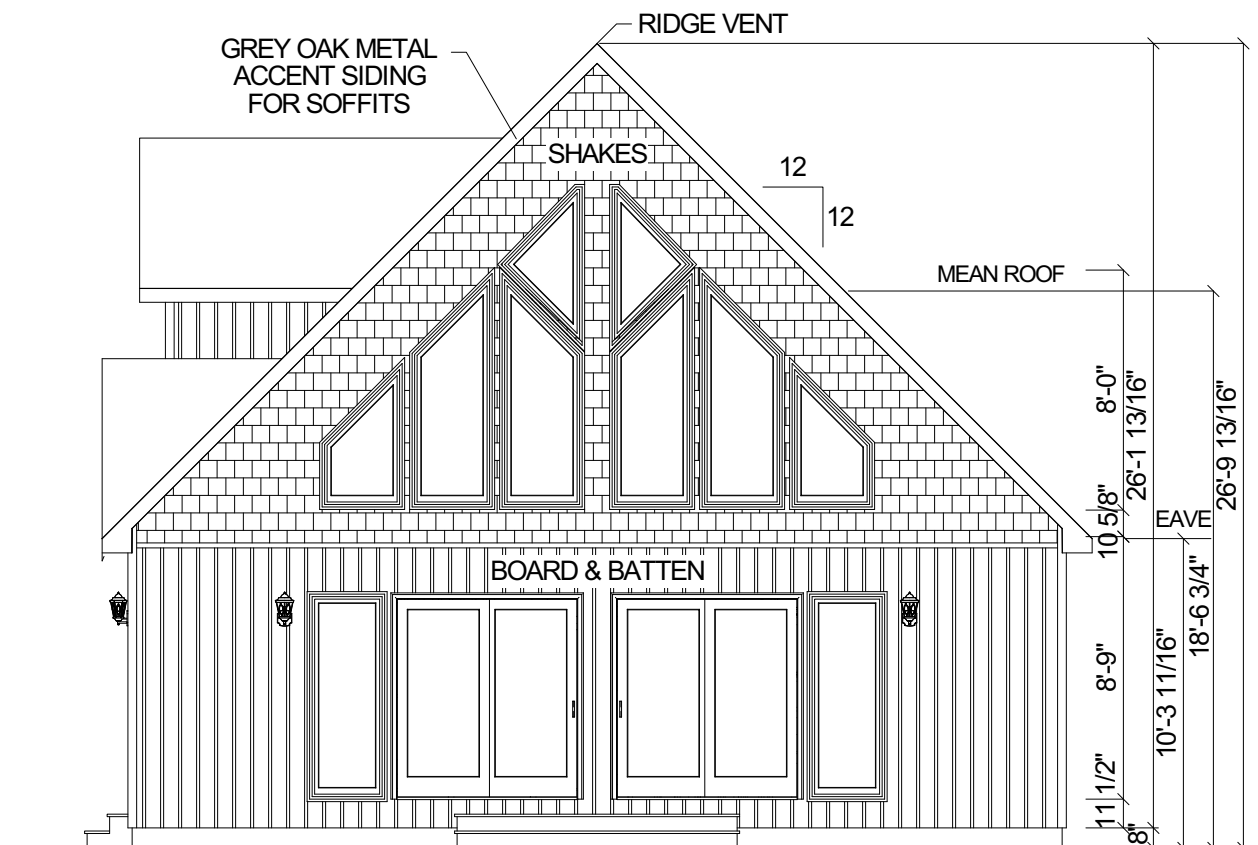 RIDGE VENT
GREY OAK METAL
ACCENT SIDING
FOR SOFFITS
SHAKES
12
12
MEAN ROOF
8'-0"
26'-1 13/16"
26'-9 13/16"
10 5/8"
EAVE
BOARD & BATTEN
18'-6 3/4"
8'-9"
10'-3 11/16"
11 1/2"
8"